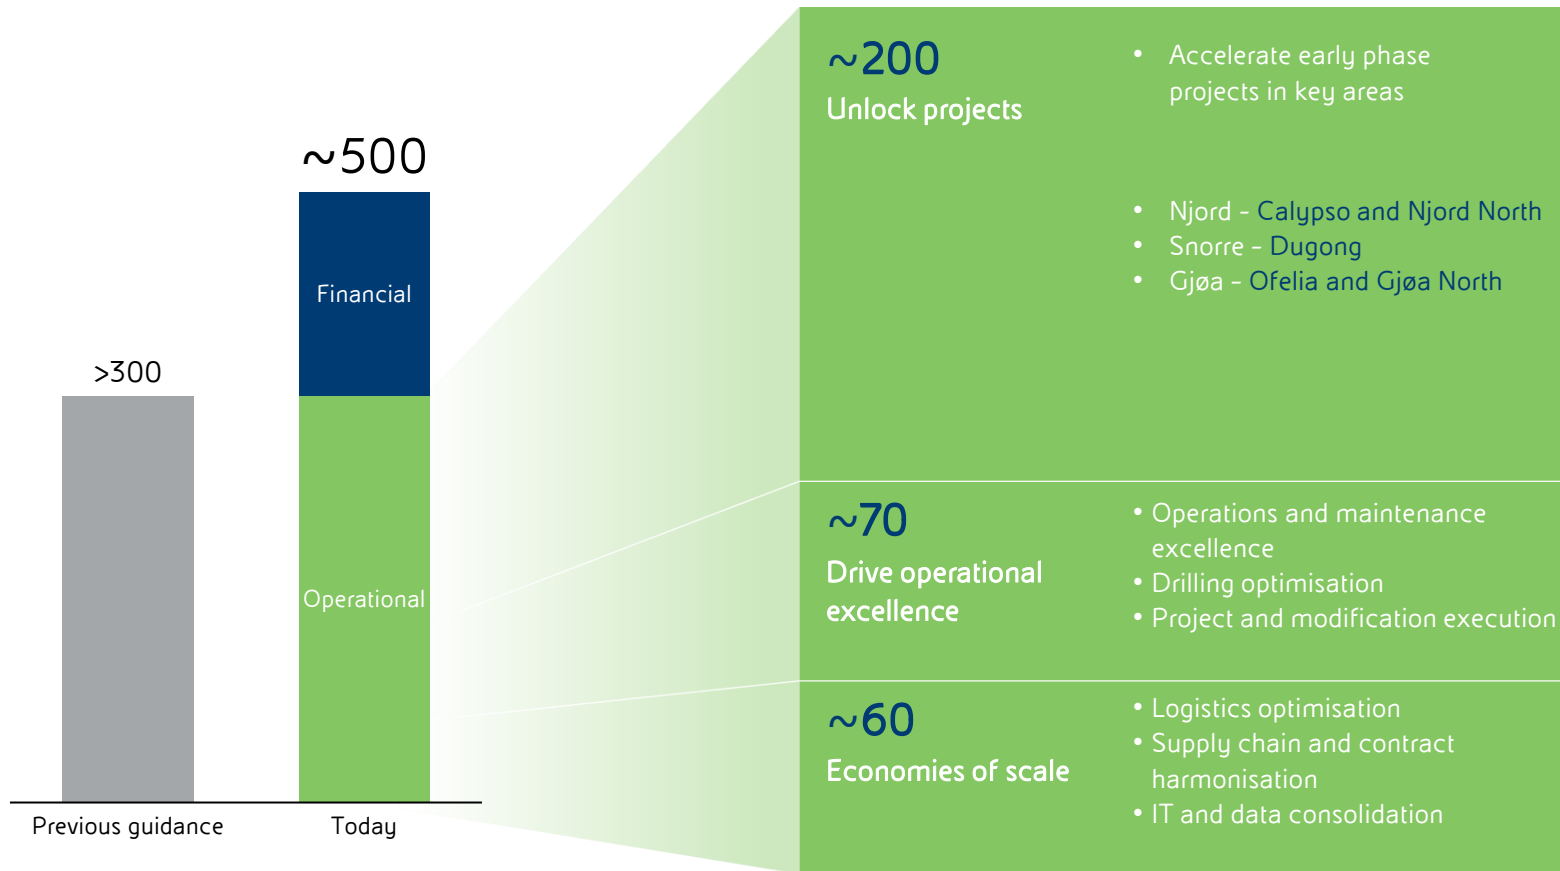 ~500
Financial
>300
Operational
Previous guidance
Today
~200
Unlock projects
• Accelerate early phase
projects in key areas
• Njord - Calypso and Njord North
• Snorre - Dugong
• Gjøa - Ofelia and Gjøa North
~70
Drive operational
excellence
• Operations and maintenance
excellence
• Drilling optimisation
• Project and modification execution
~60
Economies of scale
• Logistics optimisation
• Supply chain and contract
harmonisation
• IT and data consolidation